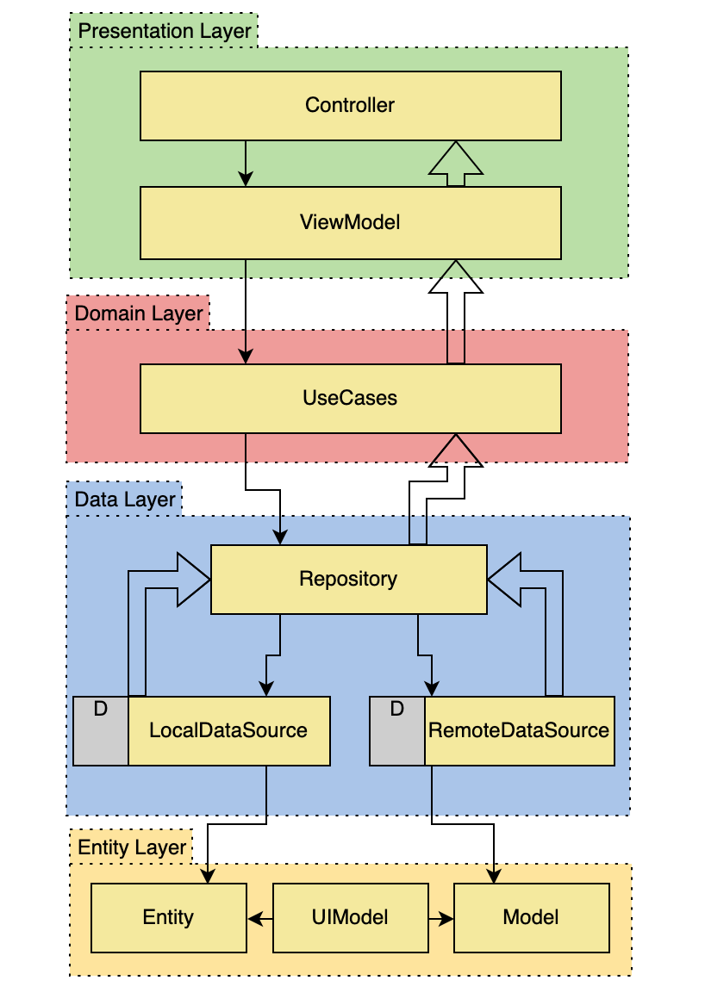 Presentation Layer
Controller
ViewModel
Domain Layer
UseCases
Data Layer
Repository
D
LocalDataSource
D
RemoteDataSource
Entity Layer
Entity
UIModel
Model